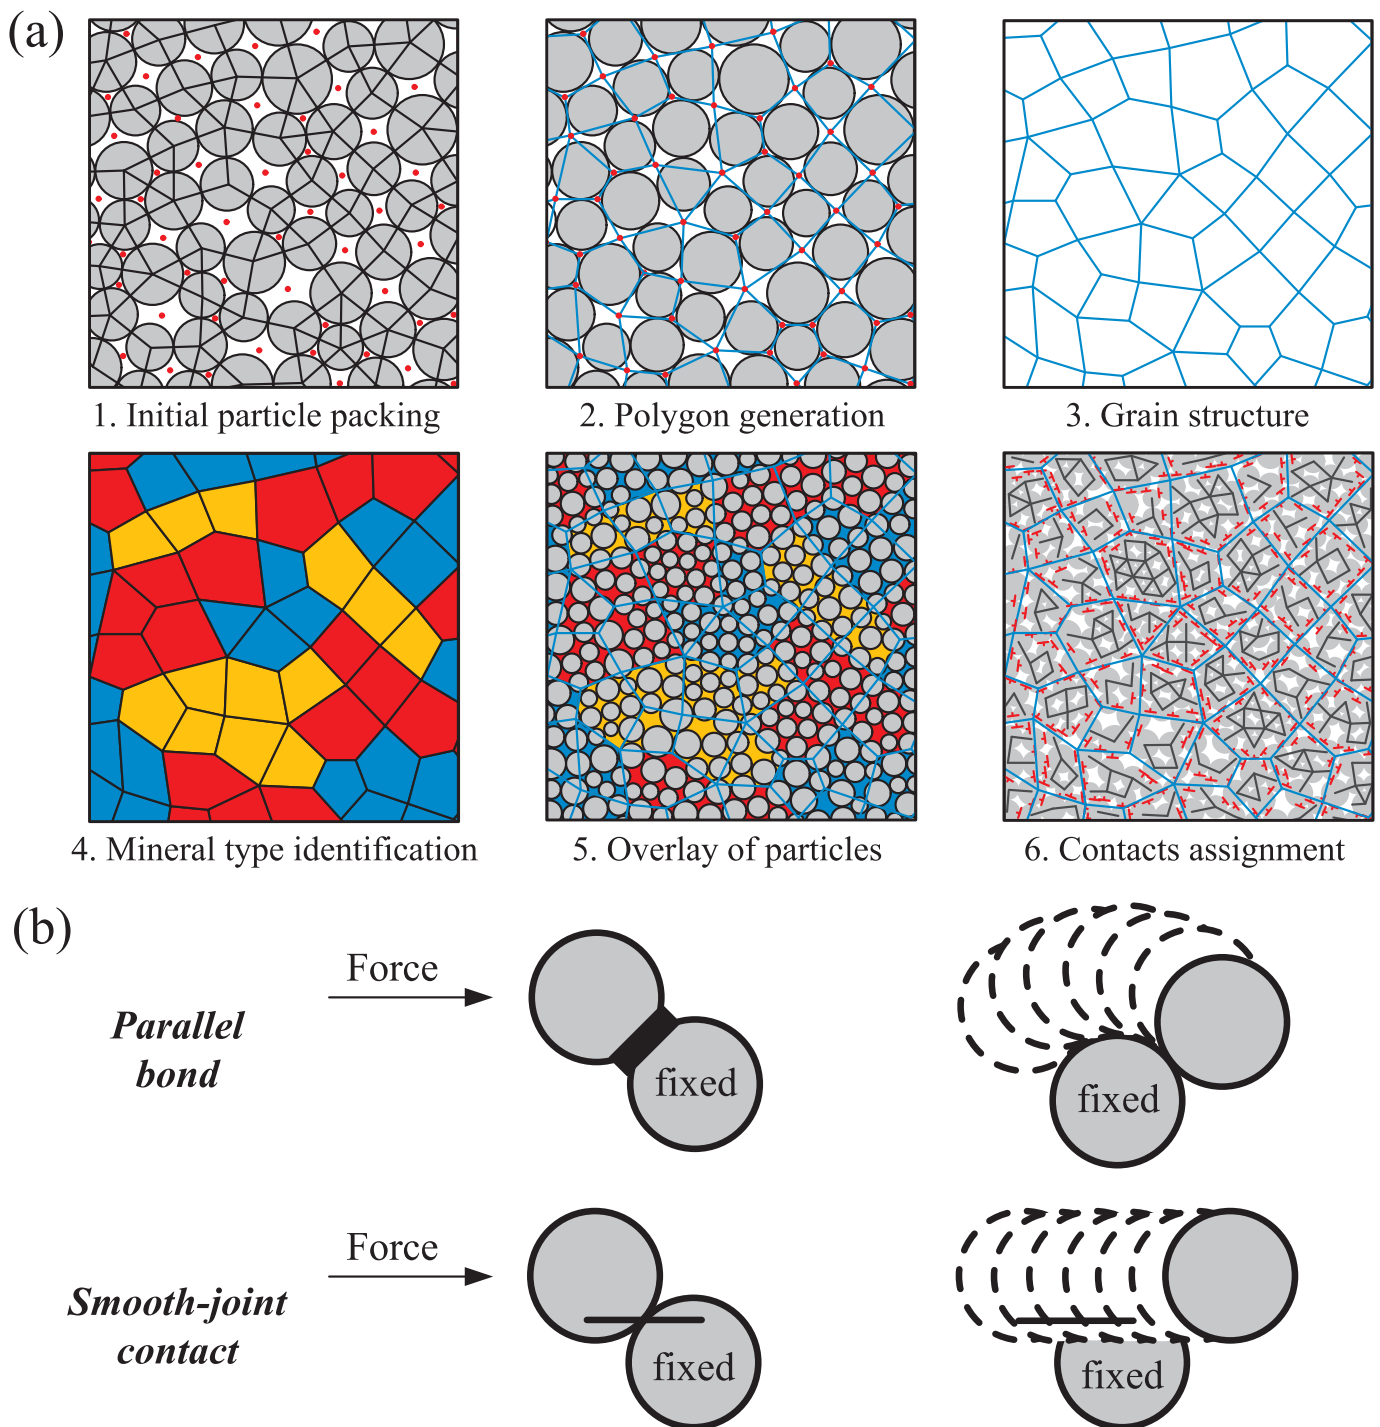 (a)
1. Initial particle packing
2. Polygon generation
3. Grain structure
4. Mineral type identification
5. Overlay of particles
6. Contacts assignment
(b)
Parallel
bond
Force
fixed
fixed
Smooth-joint
contact
Force
fixed
fixed